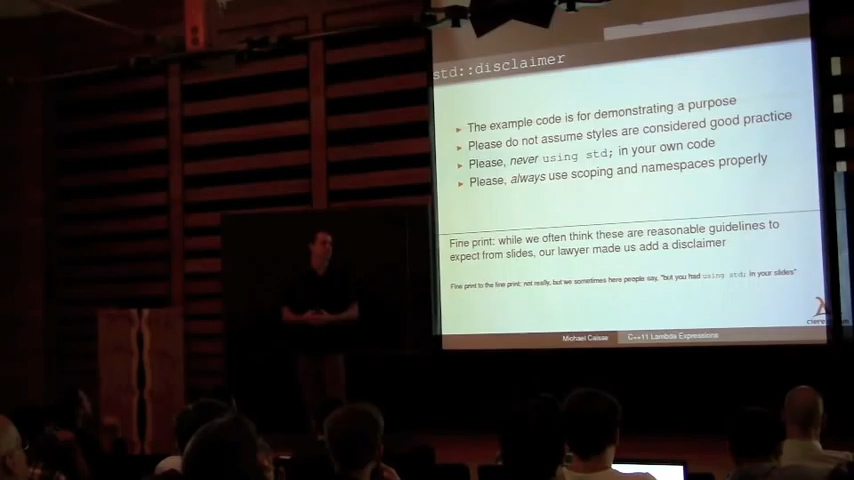 std::disclaimer
▸ The example code is for demonstrating a purpose
▸ Please do not assume styles are considered good practice
▸ Please, never using std; in your own code
▸ Please, always use scoping and namespaces properly
Fine print: while we often think these are reasonable guidelines to
expect from slides, our lawyer made us add a disclaimer
Fine print to the fine print: not really, but we sometimes here people say, "but you had using std; in your slides"
Michael Caisse C++11 Lambda Expressions